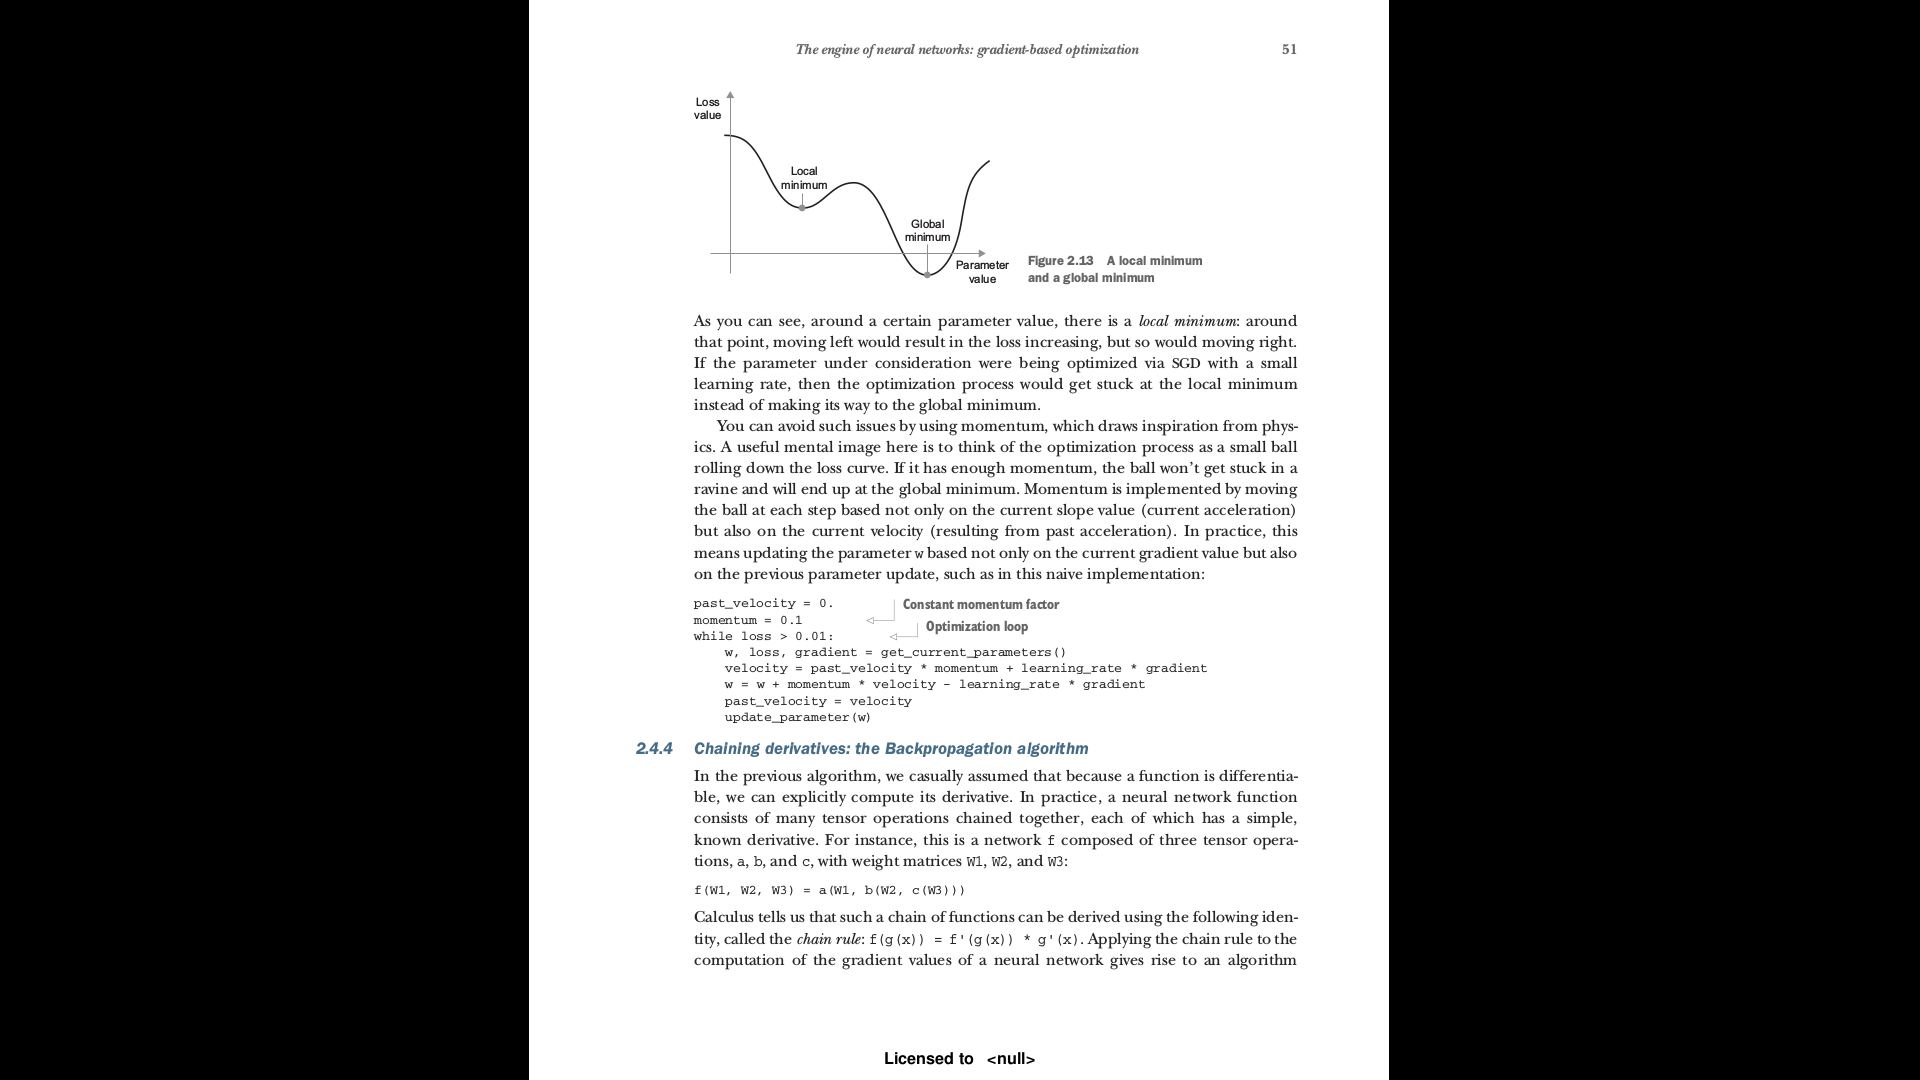 The engine of neural networks: gradient-based optimization 51
Loss
value
Local
minimum
Global
minimum
Parameter
value
Figure 2.13 A local minimum
and a global minimum
As you can see, around a certain parameter value, there is a local minimum: around
that point, moving left would result in the loss increasing, but so would moving right.
If the parameter under consideration were being optimized via SGD with a small
learning rate, then the optimization process would get stuck at the local minimum
instead of making its way to the global minimum.
You can avoid such issues by using momentum, which draws inspiration from phys-
ics. A useful mental image here is to think of the optimization process as a small ball
rolling down the loss curve. If it has enough momentum, the ball won't get stuck in a
ravine and will end up at the global minimum. Momentum is implemented by moving
the ball at each step based not only on the current slope value (current acceleration)
but also on the current velocity (resulting from past acceleration). In practice, this
means updating the parameter w based not only on the current gradient value but also
on the previous parameter update, such as in this naive implementation:
past_velocity = 0.
Constant momentum factor
momentum = 0.1
Optimization loop
while loss > 0.01:
    w, loss, gradient = get_current_parameters()
    velocity = past_velocity * momentum + learning_rate * gradient
    w = w + momentum * velocity - learning_rate * gradient
    past_velocity = velocity
    update_parameter(w)
2.4.4 Chaining derivatives: the Backpropagation algorithm
In the previous algorithm, we casually assumed that because a function is differentia-
ble, we can explicitly compute its derivative. In practice, a neural network function
consists of many tensor operations chained together, each of which has a simple,
known derivative. For instance, this is a network f composed of three tensor opera-
tions, a, b, and c, with weight matrices W1, W2, and W3:
f(W1, W2, W3) = a(W1, b(W2, c(W3)))
Calculus tells us that such a chain of functions can be derived using the following iden-
tity, called the chain rule: f(g(x)) = f'(g(x)) * g'(x). Applying the chain rule to the
computation of the gradient values of a neural network gives rise to an algorithm
Licensed to <null>